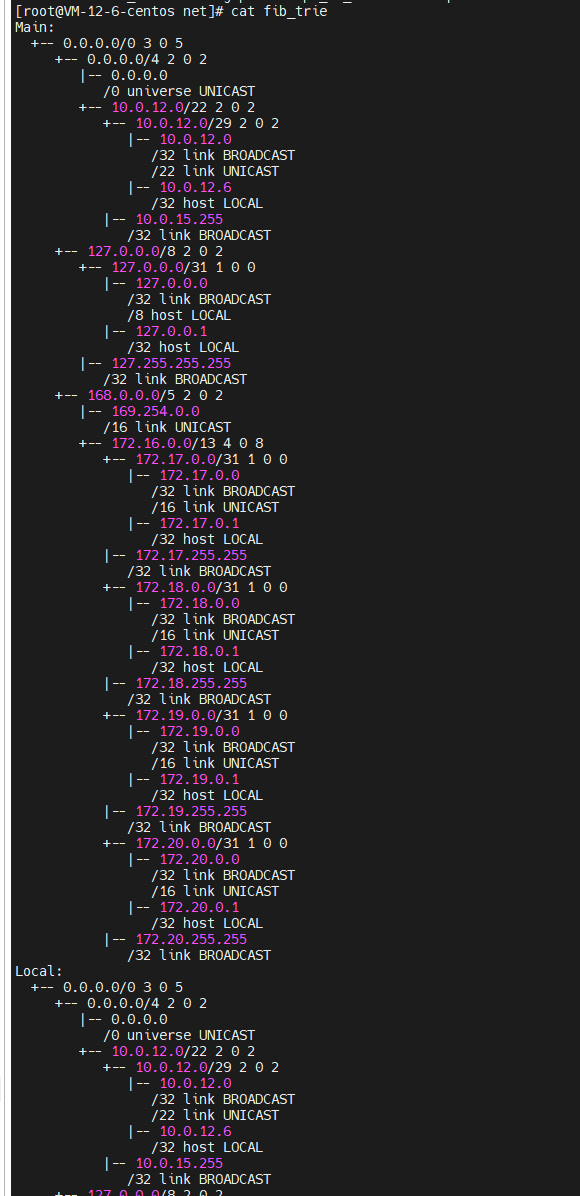 [root@VM-12-6-centos net]# cat fib_trie
Main:
  +-- 0.0.0.0/0 3 0 5
     +-- 0.0.0.0/4 2 0 2
        |-- 0.0.0.0
           /0 universe UNICAST
        +-- 10.0.12.0/22 2 0 2
           +-- 10.0.12.0/29 2 0 2
              |-- 10.0.12.0
                 /32 link BROADCAST
                 /22 link UNICAST
              |-- 10.0.12.6
                 /32 host LOCAL
           |-- 10.0.15.255
              /32 link BROADCAST
     +-- 127.0.0.0/8 2 0 2
        +-- 127.0.0.0/31 1 0 0
           |-- 127.0.0.0
              /32 link BROADCAST
              /8 host LOCAL
           |-- 127.0.0.1
              /32 host LOCAL
        |-- 127.255.255.255
           /32 link BROADCAST
     +-- 168.0.0.0/5 2 0 2
        |-- 169.254.0.0
           /16 link UNICAST
        +-- 172.16.0.0/13 4 0 8
           +-- 172.17.0.0/31 1 0 0
              |-- 172.17.0.0
                 /32 link BROADCAST
                 /16 link UNICAST
              |-- 172.17.0.1
                 /32 host LOCAL
           |-- 172.17.255.255
              /32 link BROADCAST
           +-- 172.18.0.0/31 1 0 0
              |-- 172.18.0.0
                 /32 link BROADCAST
                 /16 link UNICAST
              |-- 172.18.0.1
                 /32 host LOCAL
           |-- 172.18.255.255
              /32 link BROADCAST
           +-- 172.19.0.0/31 1 0 0
              |-- 172.19.0.0
                 /32 link BROADCAST
                 /16 link UNICAST
              |-- 172.19.0.1
                 /32 host LOCAL
           |-- 172.19.255.255
              /32 link BROADCAST
           +-- 172.20.0.0/31 1 0 0
              |-- 172.20.0.0
                 /32 link BROADCAST
                 /16 link UNICAST
              |-- 172.20.0.1
                 /32 host LOCAL
           |-- 172.20.255.255
              /32 link BROADCAST
Local:
  +-- 0.0.0.0/0 3 0 5
     +-- 0.0.0.0/4 2 0 2
        |-- 0.0.0.0
           /0 universe UNICAST
        +-- 10.0.12.0/22 2 0 2
           +-- 10.0.12.0/29 2 0 2
              |-- 10.0.12.0
                 /32 link BROADCAST
                 /22 link UNICAST
              |-- 10.0.12.6
                 /32 host LOCAL
           |-- 10.0.15.255
              /32 link BROADCAST
     +-- 127.0.0.0/8 2 0 2